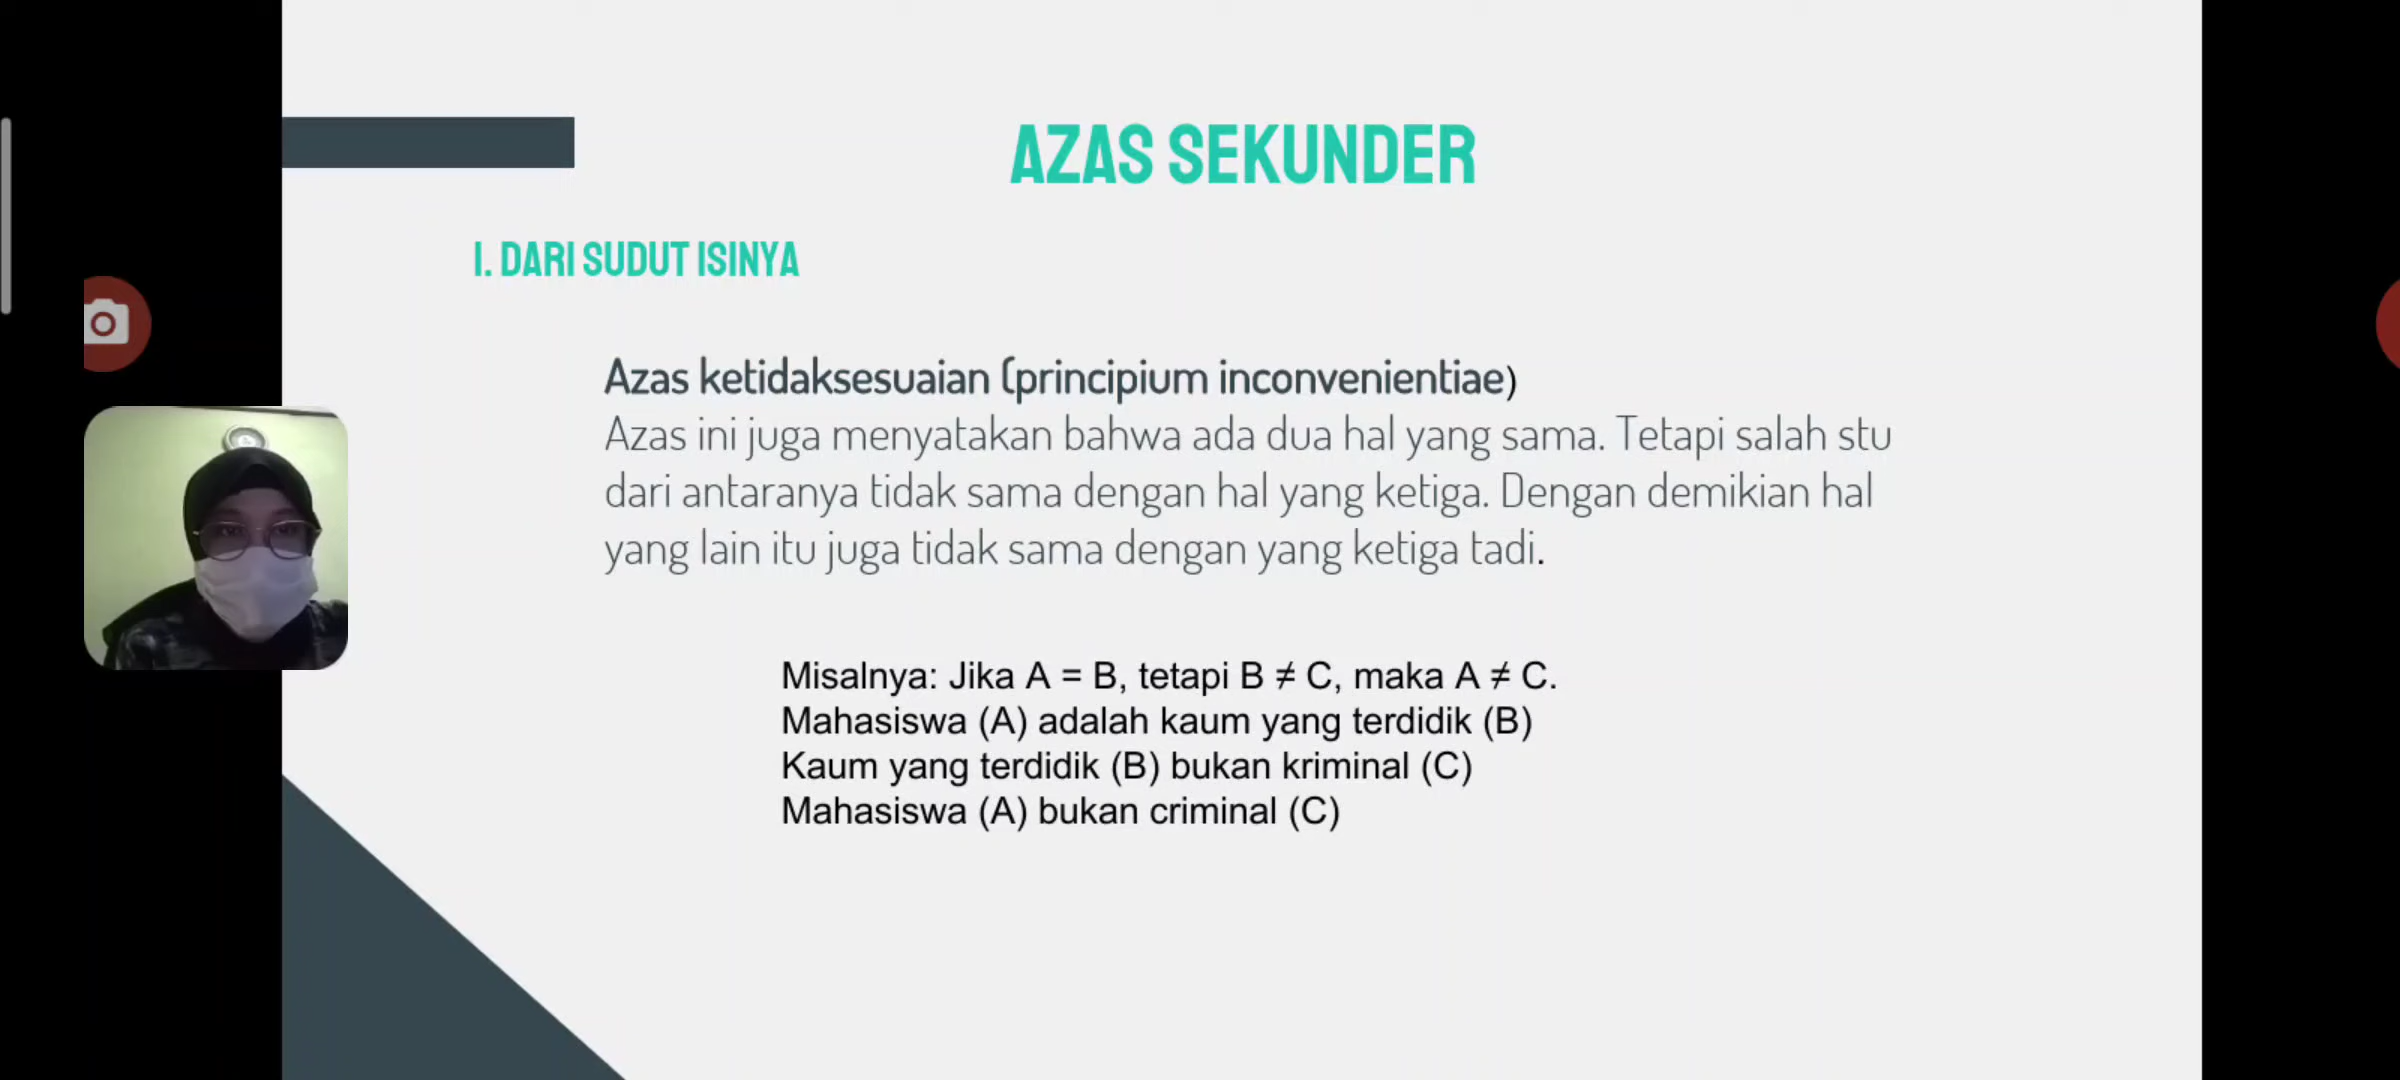 AZAS SEKUNDER
I. DARI SUDUT ISINYA
Azas ketidaksesuaian (principium inconvenientiae)
Azas ini juga menyatakan bahwa ada dua hal yang sama. Tetapi salah stu
dari antaranya tidak sama dengan hal yang ketiga. Dengan demikian hal
yang lain itu juga tidak sama dengan yang ketiga tadi.
Misalnya: Jika A = B, tetapi B ≠ C, maka A ≠ C.
Mahasiswa (A) adalah kaum yang terdidik (B)
Kaum yang terdidik (B) bukan kriminal (C)
Mahasiswa (A) bukan criminal (C)